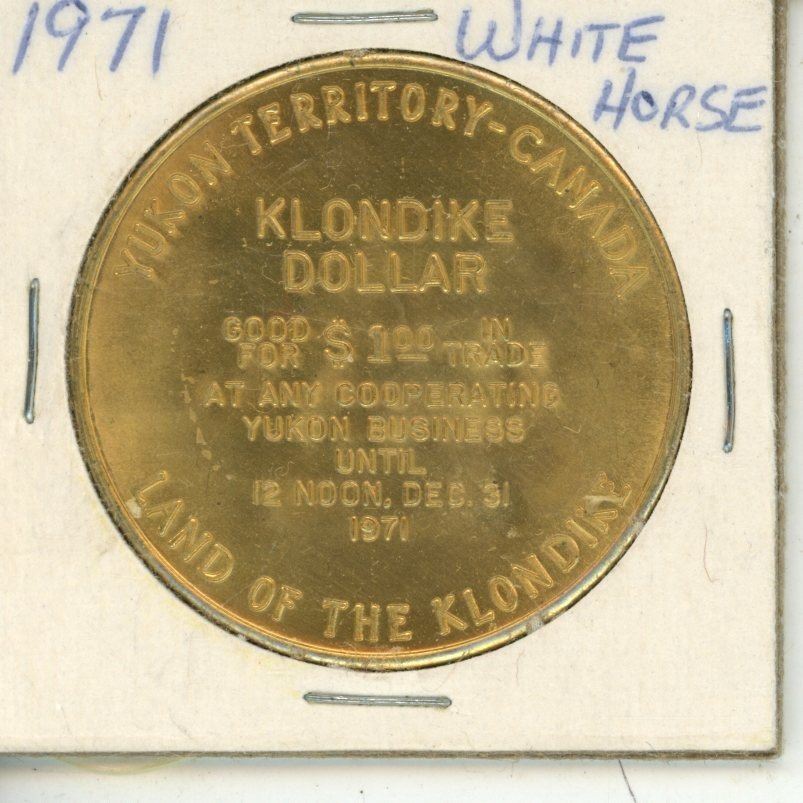 1971 WHITE
HORSE
YUKON TERRITORY-CANADA
KLONDIKE
DOLLAR
GOOD FOR $1.00 IN TRADE
AT ANY COOPERATING
YUKON BUSINESS
UNTIL
12 NOON, DEC. 31
1971
LAND OF THE KLONDIKE